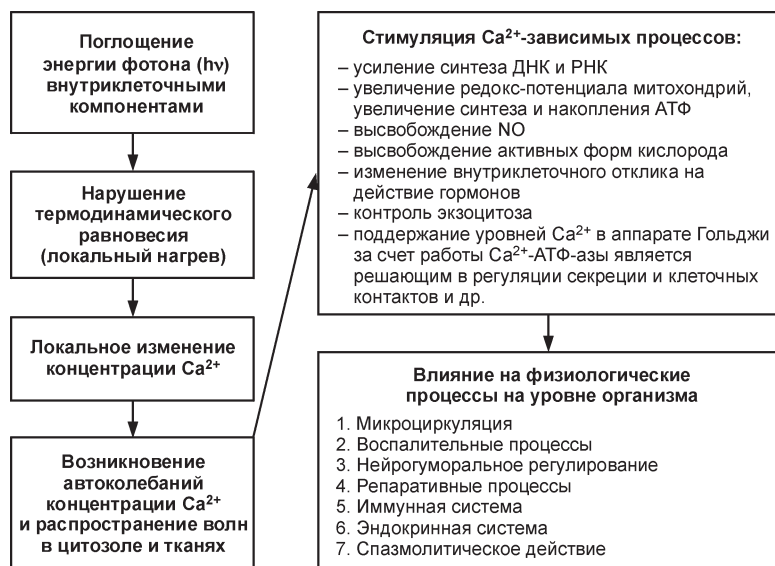 Поглощение
энергии фотона (hν)
внутриклеточными
компонентами
Нарушение
термодинамического
равновесия
(локальный нагрев)
Локальное изменение
концентрации Ca²⁺
Возникновение
автоколебаний
концентрации Ca²⁺
и распространение волн
в цитозоле и тканях
Стимуляция Ca²⁺-зависимых процессов:
– усиление синтеза ДНК и РНК
– увеличение редокс-потенциала митохондрий,
увеличение синтеза и накопления АТФ
– высвобождение NO
– высвобождение активных форм кислорода
– изменение внутриклеточного отклика на
действие гормонов
– контроль экзоцитоза
– поддержание уровней Ca²⁺ в аппарате Гольджи
за счет работы Ca²⁺-АТФ-азы является
решающим в регуляции секреции и клеточных
контактов и др.
Влияние на физиологические
процессы на уровне организма
1. Микроциркуляция
2. Воспалительные процессы
3. Нейрогуморальное регулирование
4. Репаративные процессы
5. Иммунная система
6. Эндокринная система
7. Спазмолитическое действие